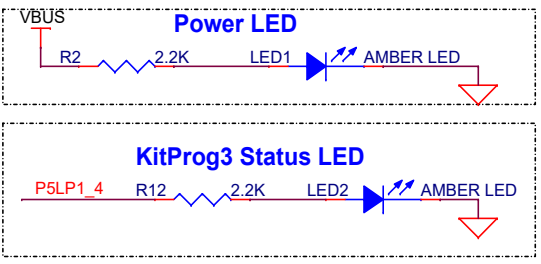 VBUS
Power LED
R2 2.2K LED1 AMBER LED
KitProg3 Status LED
P5LP1_4 R12 2.2K LED2 AMBER LED